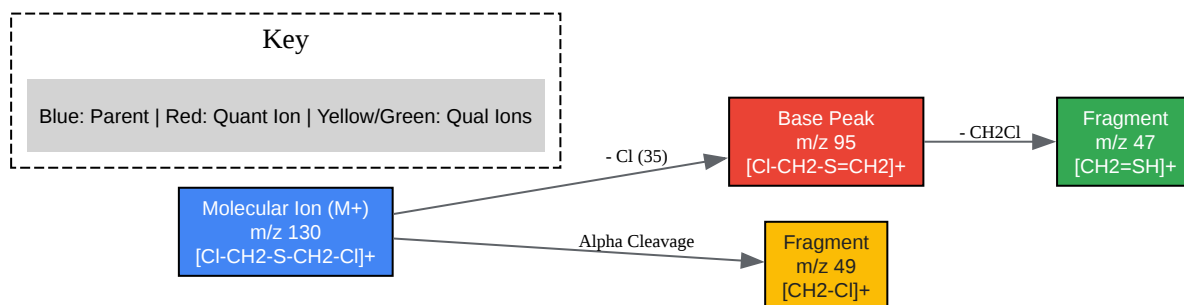 Key
Blue: Parent | Red: Quant Ion | Yellow/Green: Qual Ions
Molecular Ion (M+)
m/z 130
[Cl-CH2-S-CH2-Cl]+
- Cl (35)
Alpha Cleavage
Base Peak
m/z 95
[Cl-CH2-S=CH2]+
Fragment
m/z 49
[CH2-Cl]+
- CH2Cl
Fragment
m/z 47
[CH2=SH]+